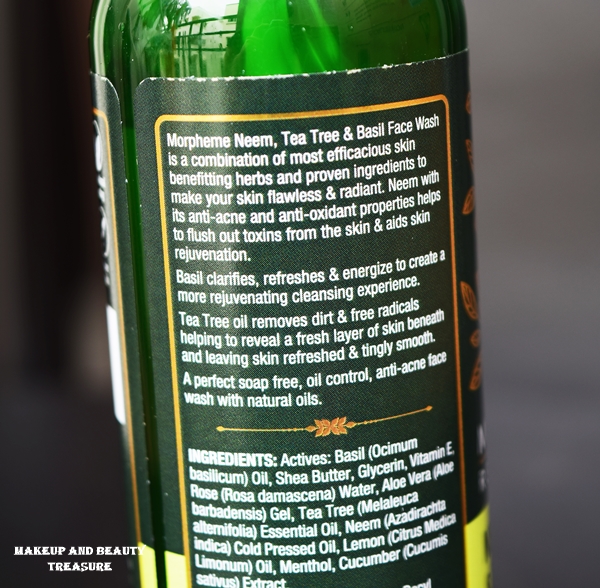 Morpheme Neem, Tea Tree & Basil Face Wash
is a combination of most efficacious skin
benefitting herbs and proven ingredients to
make your skin flawless & radiant. Neem with
its anti-acne and anti-oxidant properties helps
to flush out toxins from the skin & aids skin
rejuvenation.
Basil clarifies, refreshes & energize to create a
more rejuvenating cleansing experience.
Tea Tree oil removes dirt & free radicals
helping to reveal a fresh layer of skin beneath
and leaving skin refreshed & tingly smooth.
A perfect soap free, oil control, anti-acne face
wash with natural oils.
INGREDIENTS: Actives: Basil (Ocimum
basilicum) Oil, Shea Butter, Glycerin, Vitamin E,
Rose (Rosa damascena) Water, Aloe Vera (Aloe
barbadensis) Gel, Tea Tree (Melaleuca
alternifolia) Essential Oil, Neem (Azadirachta
indica) Cold Pressed Oil, Lemon (Citrus Medica
Limonum) Oil, Menthol, Cucumber (Cucumis
sativus) Extract
MAKEUP AND BEAUTY
TREASURE